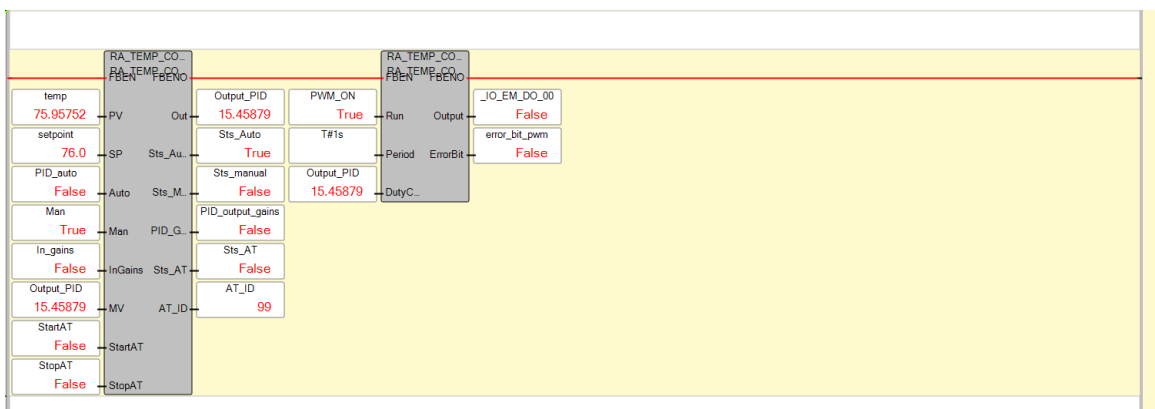 RA_TEMP_CO...
RA_TEMP_CO...
FBEN FBENO
temp
75.95752
PV
Out
Output_PID
15.45879
setpoint
76.0
SP
Sts_Au..
Sts_Auto
True
PID_auto
False
Auto
Sts_M..
Sts_manual
False
Man
True
Man
PID_G..
PID_output_gains
False
In_gains
False
InGains
Sts_AT
Sts_AT
False
Output_PID
15.45879
MV
AT_ID
AT_ID
99
StartAT
False
StartAT
StopAT
False
StopAT
RA_TEMP_CO...
RA_TEMP_CO...
FBEN FBENO
PWM_ON
True
Run
Output
_IO_EM_DO_00
False
T#1s
Period
ErrorBit
error_bit_pwm
False
Output_PID
15.45879
DutyC..